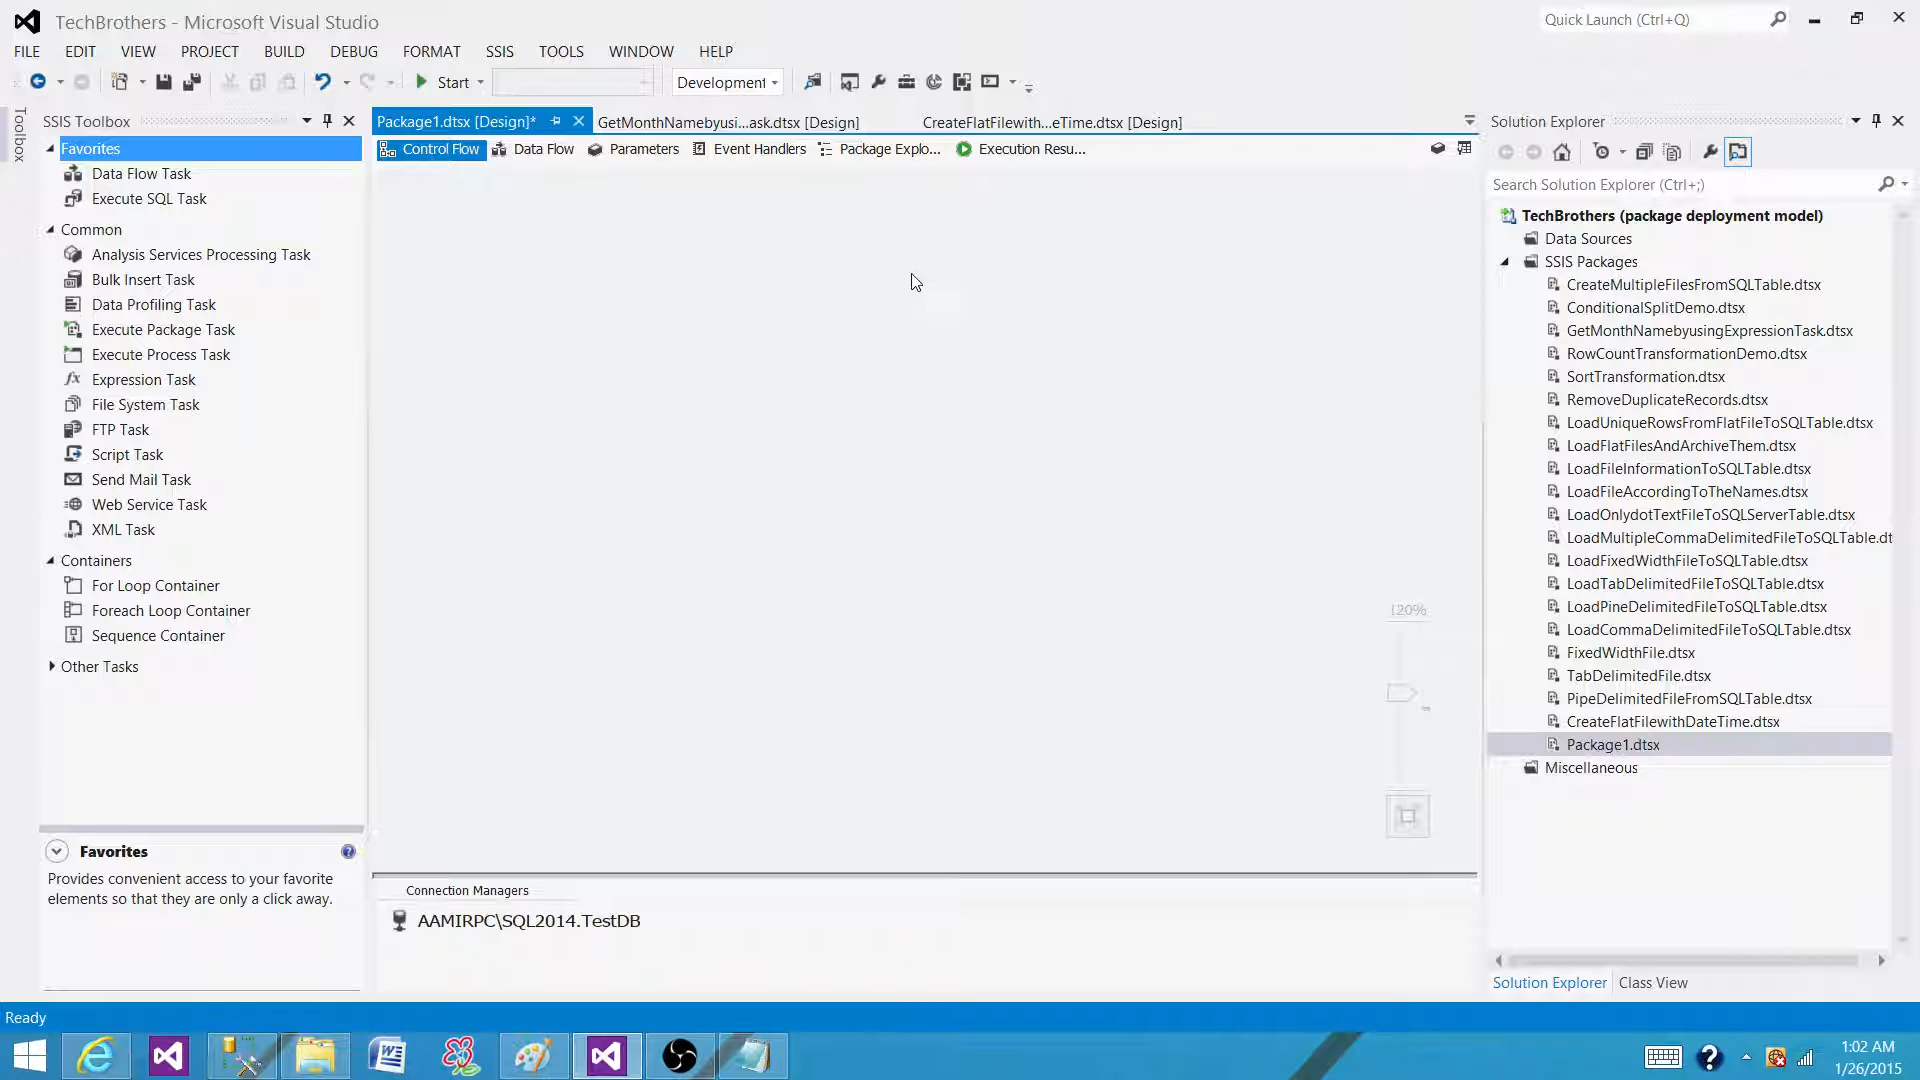 TechBrothers - Microsoft Visual Studio
Quick Launch (Ctrl+Q)
FILE EDIT VIEW PROJECT BUILD DEBUG FORMAT SSIS TOOLS WINDOW HELP
Start Development
Toolbox
SSIS Toolbox
Favorites
Data Flow Task
Execute SQL Task
Common
Analysis Services Processing Task
Bulk Insert Task
Data Profiling Task
Execute Package Task
Execute Process Task
Expression Task
File System Task
FTP Task
Script Task
Send Mail Task
Web Service Task
XML Task
Containers
For Loop Container
Foreach Loop Container
Sequence Container
Other Tasks
Favorites
Provides convenient access to your favorite
elements so that they are only a click away.
Package1.dtsx [Design]* GetMonthNamebyusi...ask.dtsx [Design] CreateFlatFilewith...eTime.dtsx [Design]
Control Flow Data Flow Parameters Event Handlers Package Explo... Execution Resu...
120%
Connection Managers
AAMIRPC\SQL2014.TestDB
Solution Explorer
Search Solution Explorer (Ctrl+;)
TechBrothers (package deployment model)
Data Sources
SSIS Packages
CreateMultipleFilesFromSQLTable.dtsx
ConditionalSplitDemo.dtsx
GetMonthNamebyusingExpressionTask.dtsx
RowCountTransformationDemo.dtsx
SortTransformation.dtsx
RemoveDuplicateRecords.dtsx
LoadUniqueRowsFromFlatFileToSQLTable.dtsx
LoadFlatFilesAndArchiveThem.dtsx
LoadFileInformationToSQLTable.dtsx
LoadFileAccordingToTheNames.dtsx
LoadOnlydotTextFileToSQLServerTable.dtsx
LoadMultipleCommaDelimitedFileToSQLTable.dt
LoadFixedWidthFileToSQLTable.dtsx
LoadTabDelimitedFileToSQLTable.dtsx
LoadPineDelimitedFileToSQLTable.dtsx
LoadCommaDelimitedFileToSQLTable.dtsx
FixedWidthFile.dtsx
TabDelimitedFile.dtsx
PipeDelimitedFileFromSQLTable.dtsx
CreateFlatFilewithDateTime.dtsx
Package1.dtsx
Miscellaneous
Solution Explorer Class View
Ready
1:02 AM
1/26/2015